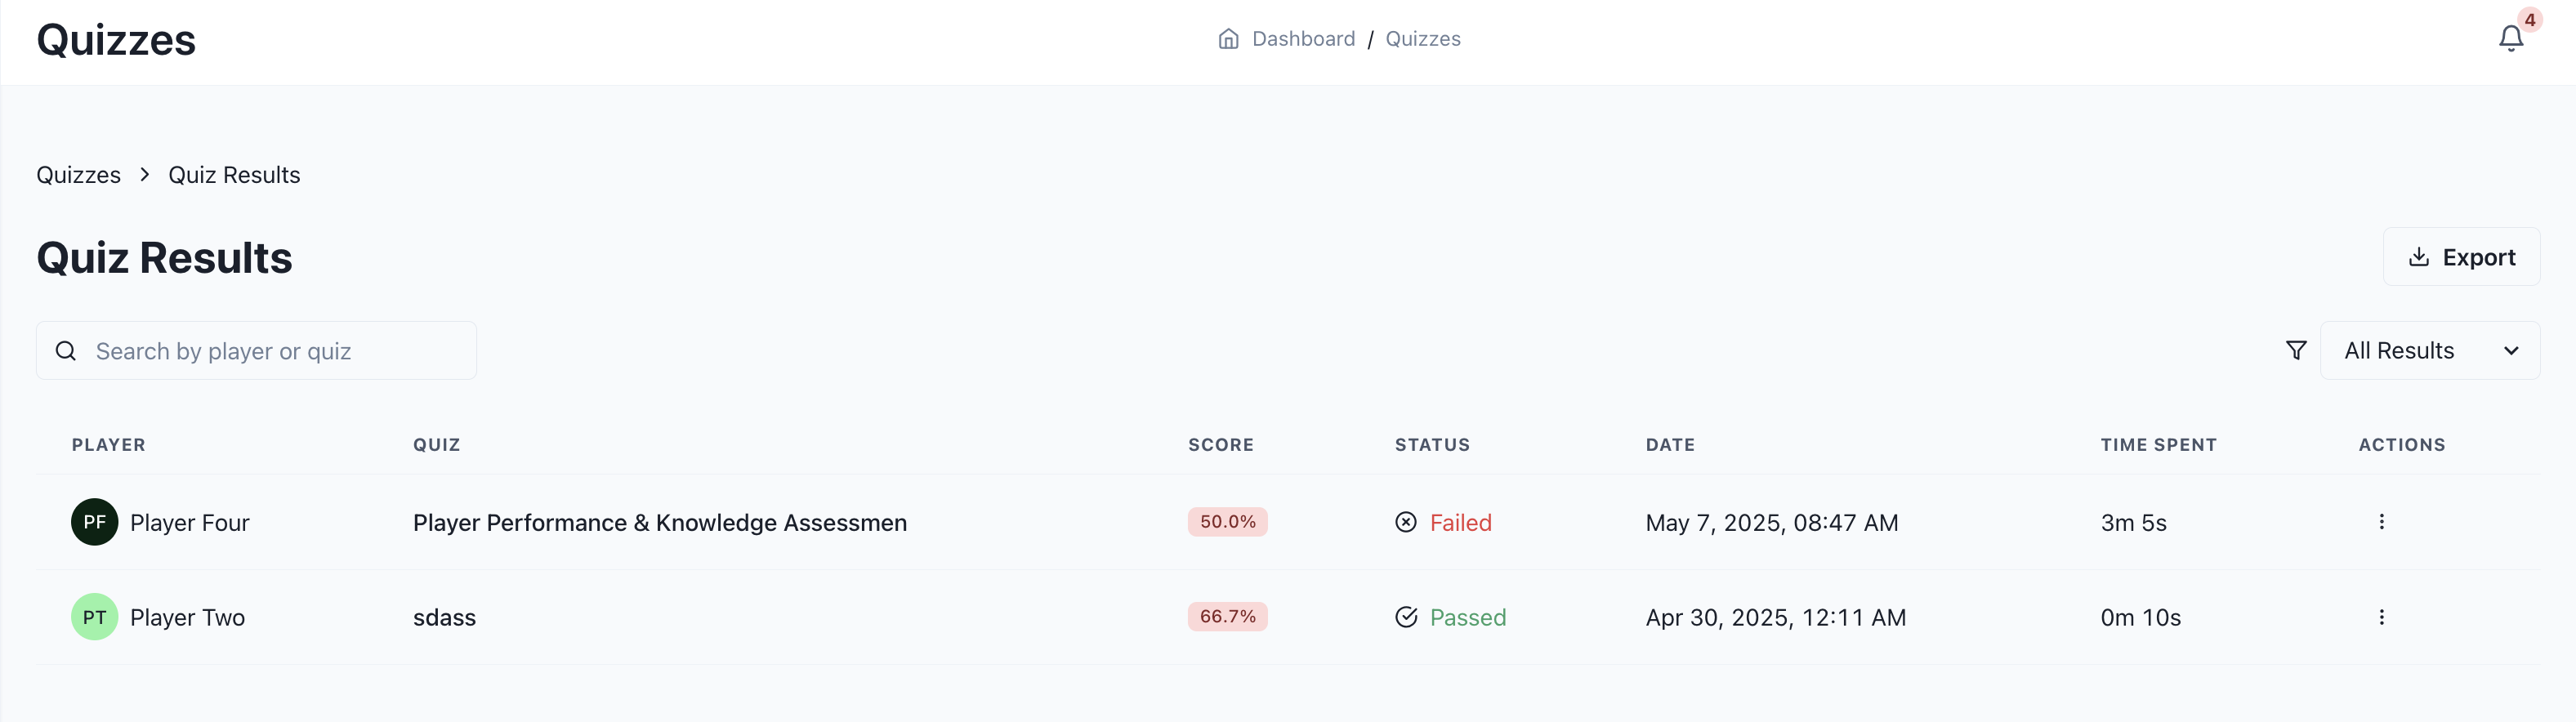 Quizzes
Dashboard / Quizzes
4
Quizzes > Quiz Results
Quiz Results
Export
Search by player or quiz
All Results
PLAYER QUIZ SCORE STATUS DATE TIME SPENT ACTIONS
PF Player Four Player Performance & Knowledge Assessmen 50.0% Failed May 7, 2025, 08:47 AM 3m 5s
PT Player Two sdass 66.7% Passed Apr 30, 2025, 12:11 AM 0m 10s